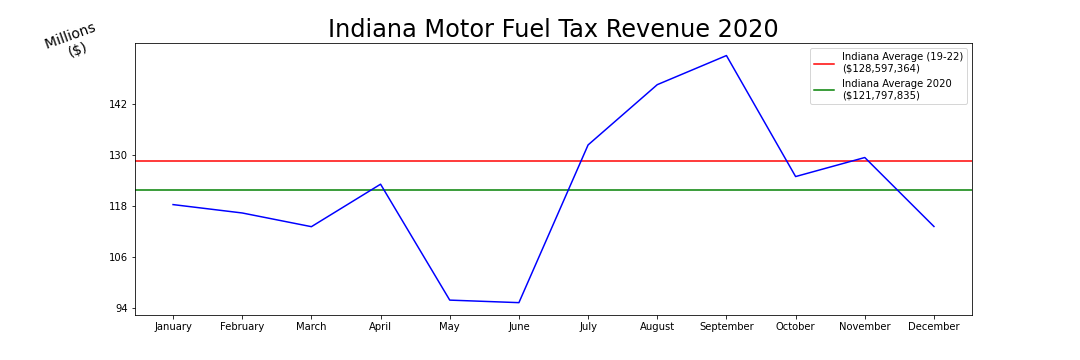 Indiana Motor Fuel Tax Revenue 2020
Millions
($)
Indiana Average (19-22)
($128,597,364)
Indiana Average 2020
($121,797,835)
142
130
118
106
94
January February March April May June July August September October November December